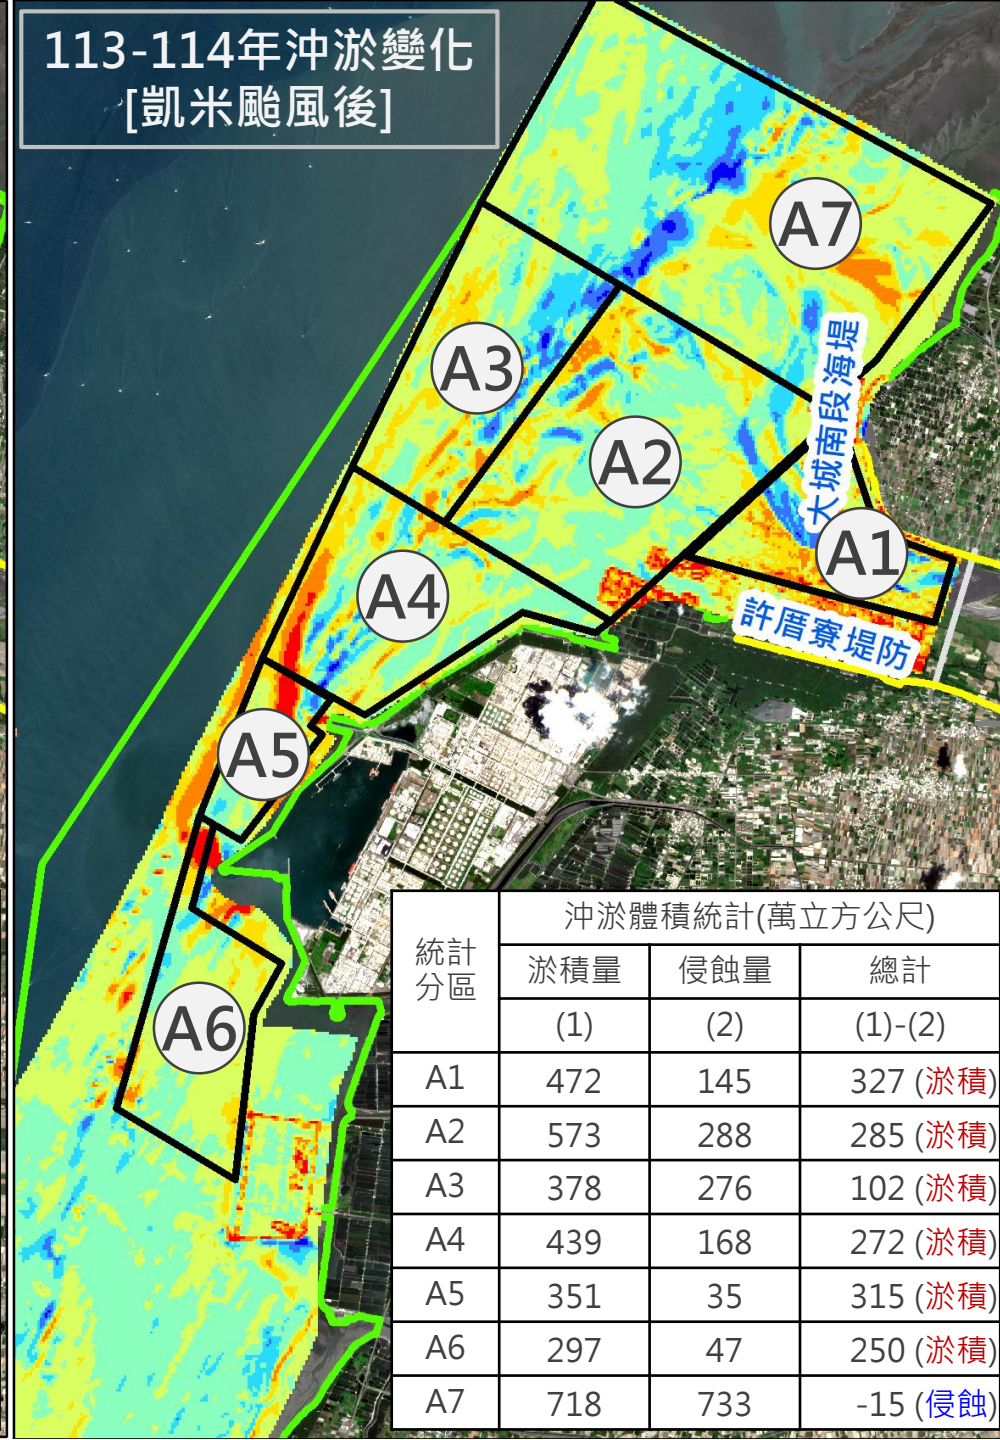 113-114年沖淤變化
[凱米颱風後]
A7
大城南段海堤
A3
A2
A1
A4
許厝寮堤防
A5
A6
統計分區 沖淤體積統計(萬立方公尺)
淤積量 侵蝕量 總計
(1) (2) (1)-(2)
A1 472 145 327 (淤積)
A2 573 288 285 (淤積)
A3 378 276 102 (淤積)
A4 439 168 272 (淤積)
A5 351 35 315 (淤積)
A6 297 47 250 (淤積)
A7 718 733 -15 (侵蝕)